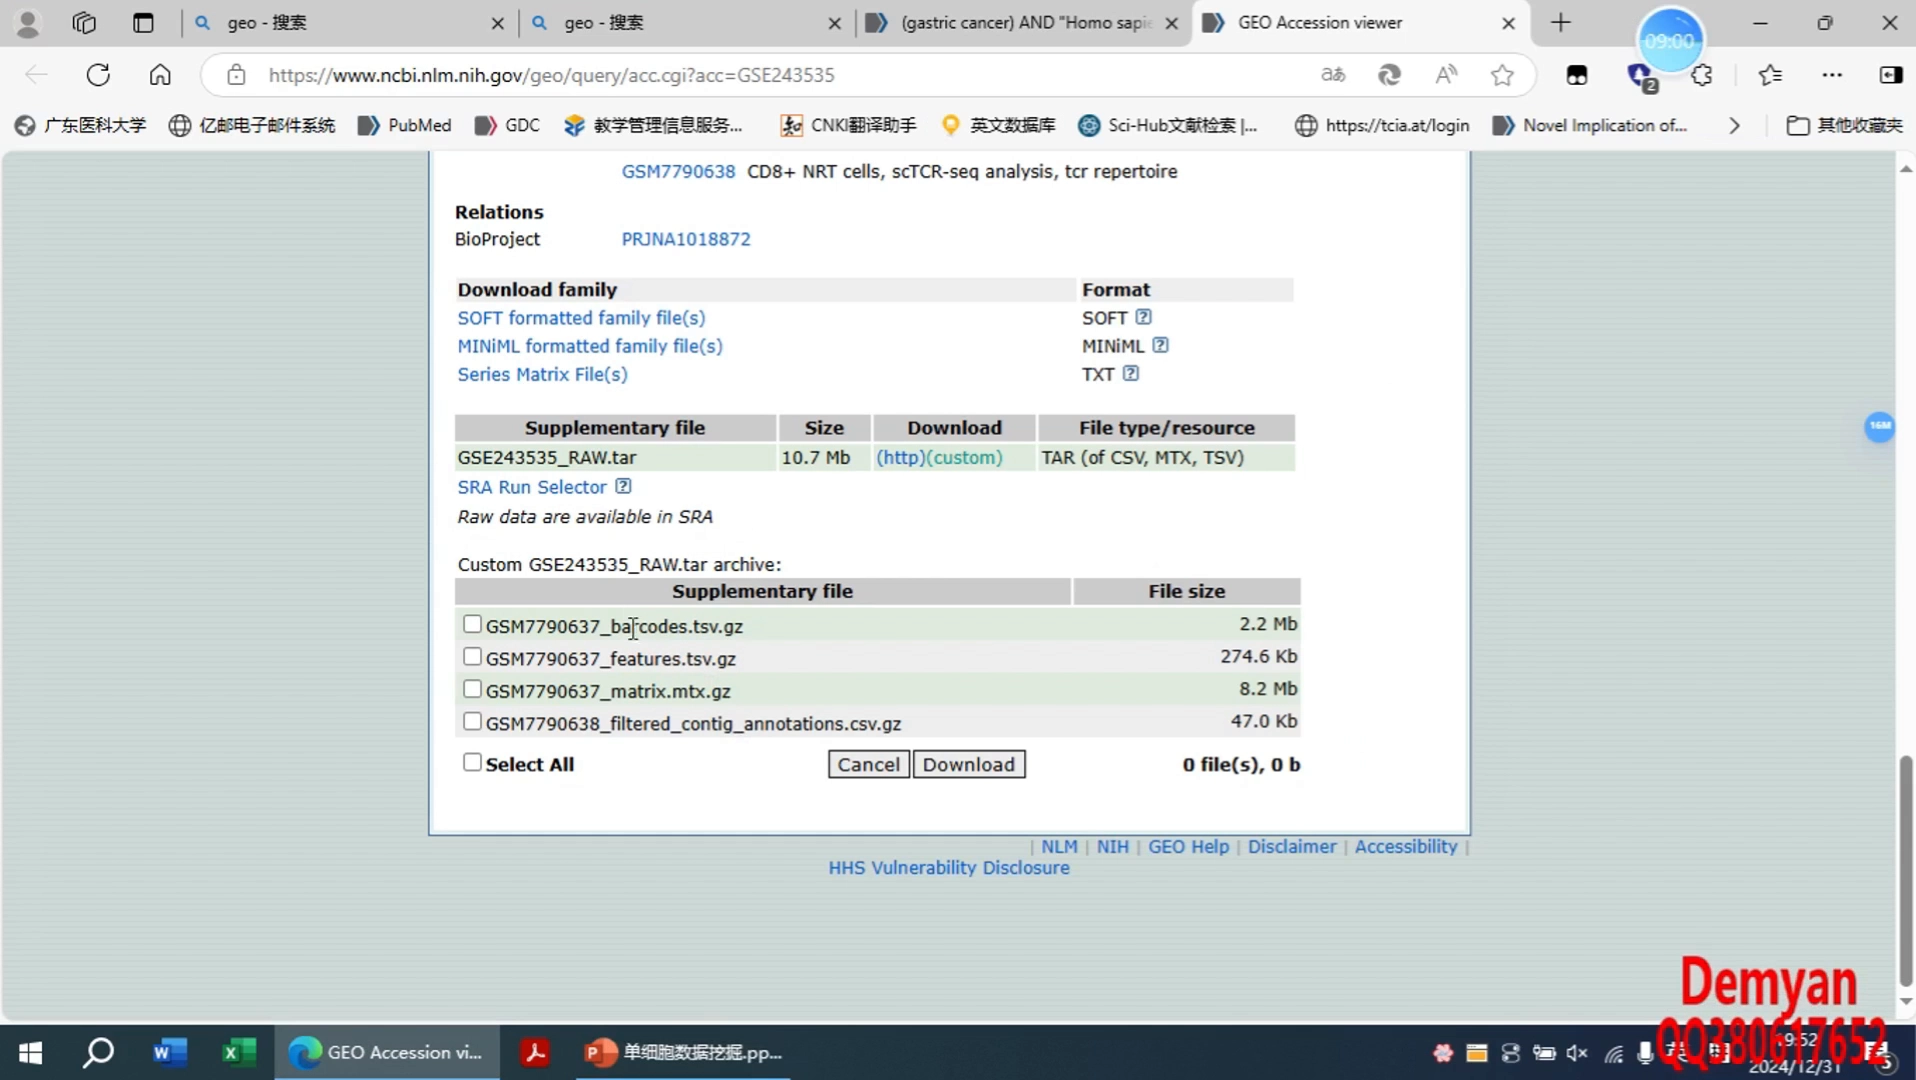 geo - 搜索
geo - 搜索
(gastric cancer) AND "Homo sapie
GEO Accession viewer
09:00
https://www.ncbi.nlm.nih.gov/geo/query/acc.cgi?acc=GSE243535
2
广东医科大学
亿邮电子邮件系统
PubMed
GDC
教学管理信息服务...
CNKI翻译助手
英文数据库
Sci-Hub文献检索|...
https://tcia.at/login
Novel Implication of...
其他收藏夹
GSM7790638 CD8+ NRT cells, scTCR-seq analysis, tcr repertoire
Relations
BioProject PRJNA1018872
Download family Format
SOFT formatted family file(s) SOFT ?
MINiML formatted family file(s) MINiML ?
Series Matrix File(s) TXT ?
Supplementary file Size Download File type/resource
GSE243535_RAW.tar 10.7 Mb (http)(custom) TAR (of CSV, MTX, TSV)
16M
SRA Run Selector ?
Raw data are available in SRA
Custom GSE243535_RAW.tar archive:
Supplementary file File size
GSM7790637_barcodes.tsv.gz 2.2 Mb
GSM7790637_features.tsv.gz 274.6 Kb
GSM7790637_matrix.mtx.gz 8.2 Mb
GSM7790638_filtered_contig_annotations.csv.gz 47.0 Kb
Select All Cancel Download 0 file(s), 0 b
| NLM | NIH | GEO Help | Disclaimer | Accessibility |
HHS Vulnerability Disclosure
Demyan
QQ380617652
GEO Accession vi...
单细胞数据挖掘.pp...
2024/12/31